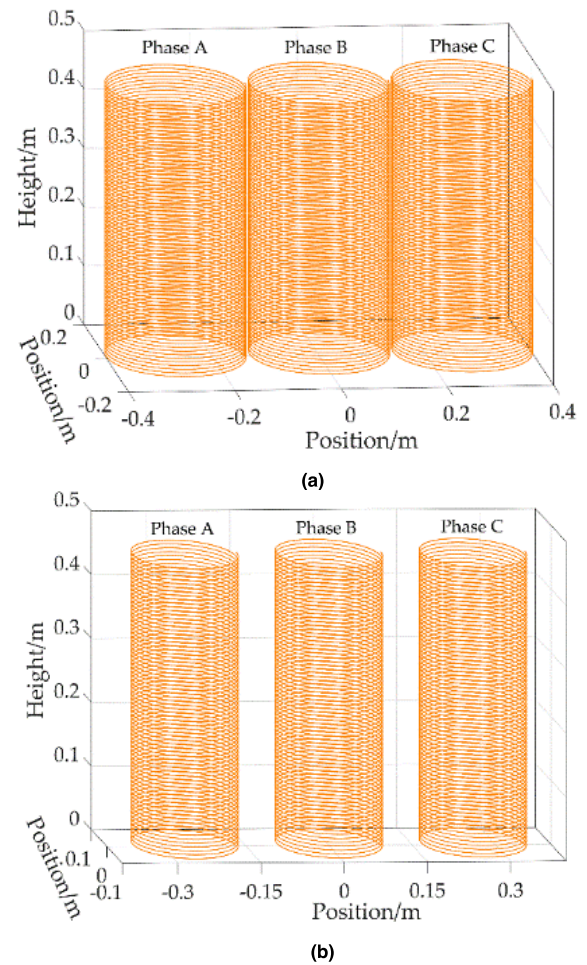 0.5
Phase A
Phase B
Phase C
0.4
0.3
Height/m
0.2
0.1
0
0.2
0
-0.2
Position/m
-0.4
-0.2
0
0.2
0.4
Position/m
(a)
0.5
Phase A
Phase B
Phase C
0.4
0.3
Height/m
0.2
0.1
0
0.1
0
-0.1
Position/m
-0.3
-0.15
0
0.15
0.3
Position/m
(b)